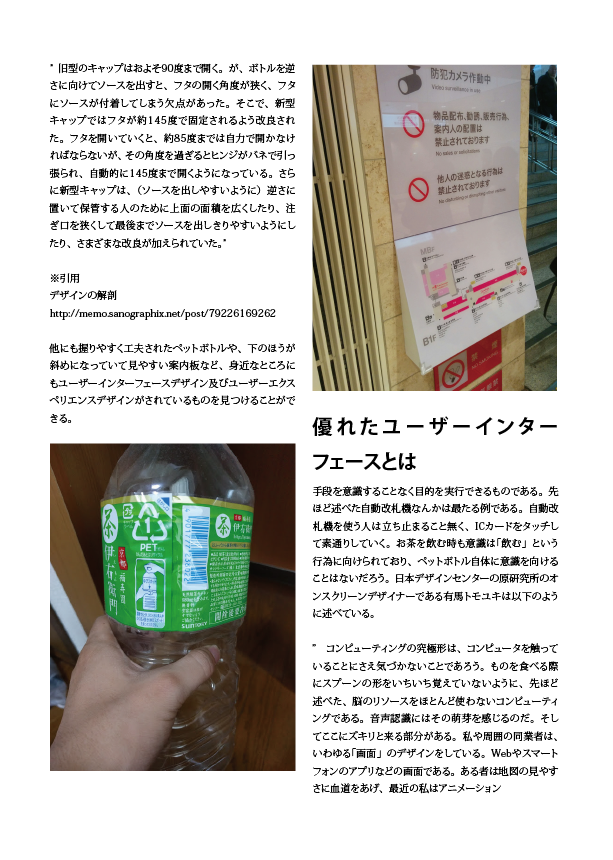 " 旧型のキャップはおよそ90度まで開く。が、ボトルを逆
さに向けてソースを出すと、フタの開く角度が狭く、フタ
にソースが付着してしまう欠点があった。そこで、新型
キャップではフタが約145度で固定されるよう改良され
た。フタを開いていくと、約85度までは自力で開かなけ
ればならないが、その角度を過ぎるとヒンジがバネで引っ
張られ、自動的に145度まで開くようになっている。さら
に新型キャップは、（ソースを出しやすいように）逆さに
置いて保管する人のために上面の面積を広くしたり、注
ぎ口を狭くして最後までソースを出しきりやすいようにし
たり、さまざまな改良が加えられていた。"
※引用
デザインの解剖
http://memo.sanographix.net/post/79226169262
他にも握りやすく工夫されたペットボトルや、下のほうが
斜めになっていて見やすい案内板など、身近なところに
もユーザーインターフェースデザイン及びユーザーエクス
ペリエンスデザインがされているものを見つけることがで
きる。
茶
PET
京都
福寿園
伊右衛門
茶
伊右衛
suntory
防犯カメラ作動中
Video surveillance in use
物品配布、勧誘、販売行為、
案内人の配置は
禁止されております
No sales or solicitations
他人の迷惑となる行為は
禁止されております
MBF
B1F
禁煙
優れたユーザーインター
フェースとは
手段を意識することなく目的を実行できるものである。先
ほど述べた自動改札機なんかは最たる例である。自動改
札機を使う人は立ち止まること無く、ICカードをタッチし
て素通りしていく。お茶を飲む時も意識は「飲む」という
行為に向けられており、ペットボトル自体に意識を向ける
ことはないだろう。日本デザインセンターの原研究所のオ
ンスクリーンデザイナーである有馬トモユキは以下のよう
に述べている。
"　コンピューティングの究極形は、コンピュータを触って
いることにさえ気づかないことであろう。ものを食べる際
にスプーンの形をいちいち覚えていないように、先ほど
述べた、脳のリソースをほとんど使わないコンピューティ
ングである。音声認識にはその萌芽を感じるのだ。そし
てここにズキリと来る部分がある。私や周囲の同業者は、
いわゆる「画面」のデザインをしている。Webやスマート
フォンのアプリなどの画面である。ある者は地図の見やす
さに血道をあげ、最近の私はアニメーション